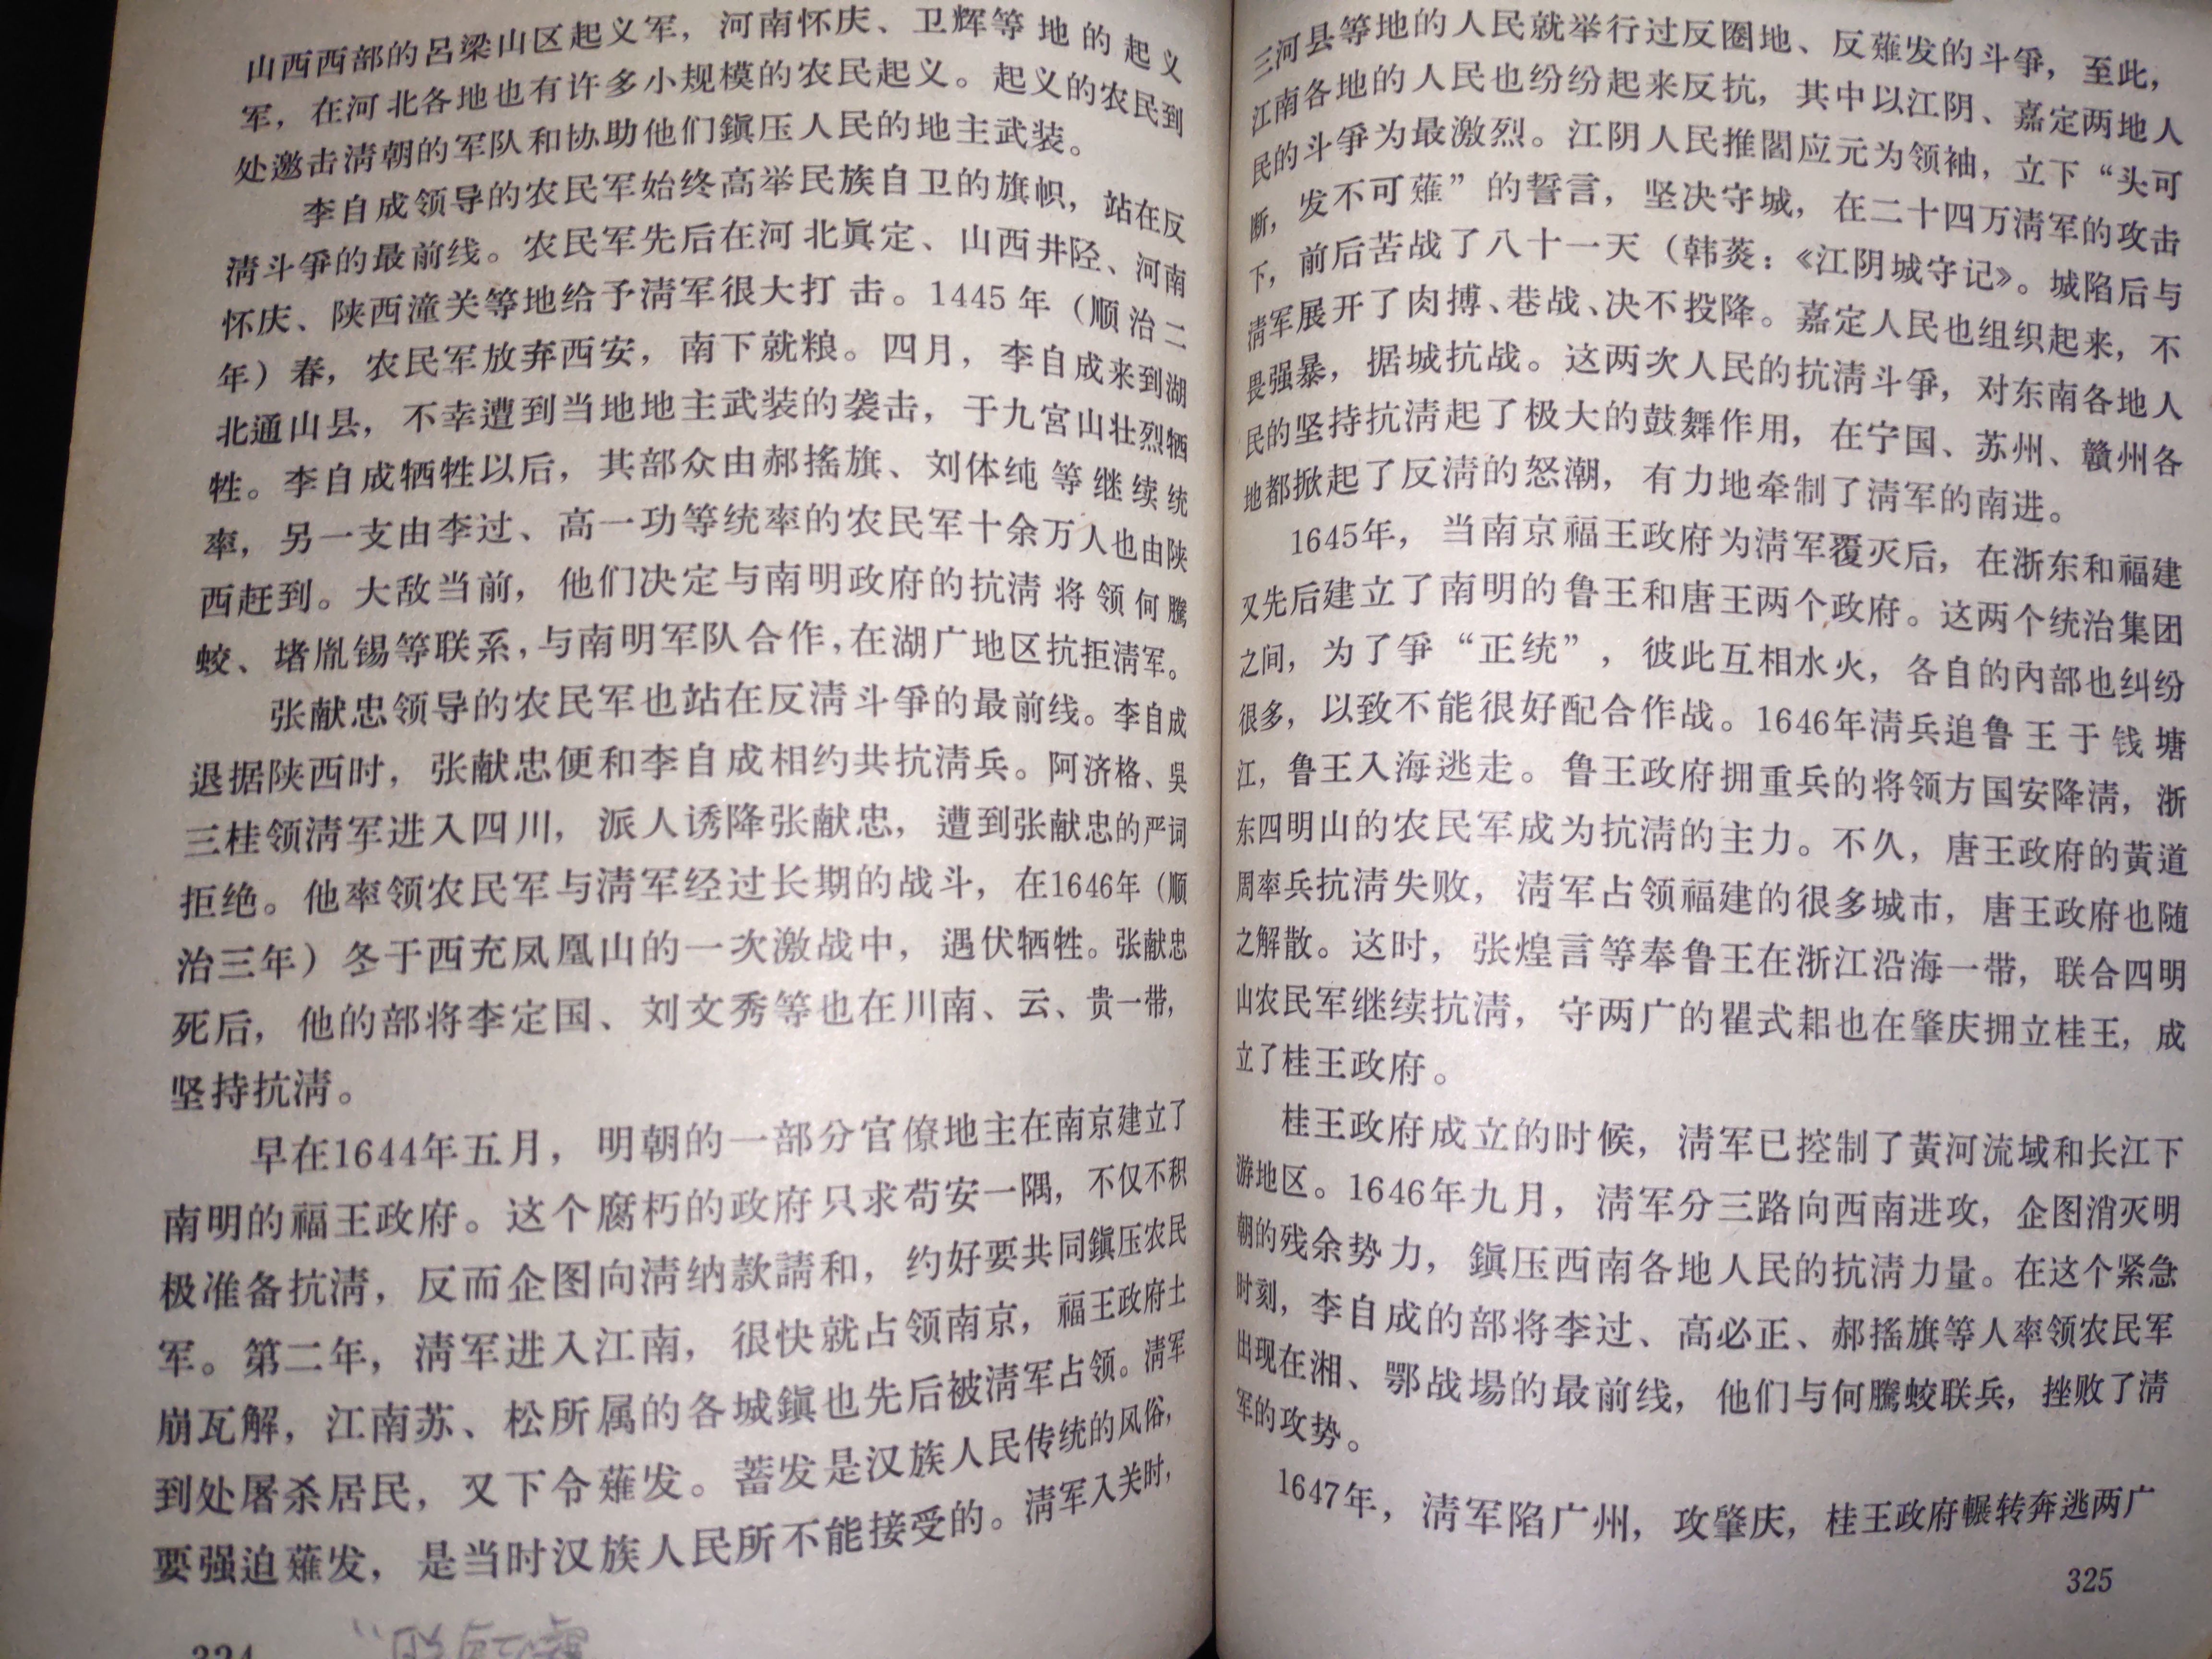 山西西部的呂梁山区起义军，河南怀庆、卫辉等地的起义
军，在河北各地也有许多小规模的农民起义。起义的农民到
处邀击淸朝的军队和协助他们鎭压人民的地主武装。
李自成领导的农民军始终高举民族自卫的旗帜，站在反
淸斗爭的最前线。农民军先后在河北眞定、山西井陉、河南
怀庆、陕西潼关等地给予淸军很大打击。1445年（顺治二
年）春，农民军放弃西安，南下就粮。四月，李自成来到湖
北通山县，不幸遭到当地地主武装的袭击，于九宮山壮烈牺
牲。李自成牺牲以后，其部众由郝搖旗、刘体纯等继续统
率，另一支由李过、高一功等统率的农民军十余万人也由陕
西赶到。大敌当前，他们决定与南明政府的抗淸将领何騰
蛟、堵胤锡等联系，与南明军队合作，在湖广地区抗拒淸军。
张献忠领导的农民军也站在反淸斗爭的最前线。李自成
退据陕西时，张献忠便和李自成相约共抗淸兵。阿济格、吳
三桂领淸军进入四川，派人诱降张献忠，遭到张献忠的严词
拒绝。他率领农民军与淸军经过长期的战斗，在1646年（顺
治三年）冬于西充凤凰山的一次激战中，遇伏牺牲。张献忠
死后，他的部将李定国、刘文秀等也在川南、云、贵一带，
坚持抗淸。
早在1644年五月，明朝的一部分官僚地主在南京建立了
南明的福王政府。这个腐朽的政府只求苟安一隅，不仅不积
极准备抗淸，反而企图向淸纳款請和，约好要共同鎭压农民
军。第二年，淸军进入江南，很快就占领南京，福王政府土
崩瓦解，江南苏、松所属的各城鎭也先后被淸军占领。淸军
到处屠杀居民，又下令薙发。蓄发是汉族人民传统的风俗，
要强迫薙发，是当时汉族人民所不能接受的。淸军入关时，
324
三河县等地的人民就举行过反圈地、反薙发的斗爭，至此，
江南各地的人民也纷纷起来反抗，其中以江阴、嘉定两地人
民的斗爭为最激烈。江阴人民推閻应元为领袖，立下“头可
断，发不可薙”的誓言，坚决守城，在二十四万淸军的攻击
下，前后苦战了八十一天（韩菼：《江阴城守记》。城陷后与
淸军展开了肉搏、巷战、决不投降。嘉定人民也组织起来，不
畏强暴，据城抗战。这两次人民的抗淸斗爭，对东南各地人
民的坚持抗淸起了极大的鼓舞作用，在宁国、苏州、赣州各
地都掀起了反淸的怒潮，有力地牵制了淸军的南进。
1645年，当南京福王政府为淸军覆灭后，在浙东和福建
又先后建立了南明的鲁王和唐王两个政府。这两个统治集团
之间，为了爭“正统”，彼此互相水火，各自的內部也纠纷
很多，以致不能很好配合作战。1646年淸兵追鲁王于钱塘
江，鲁王入海逃走。鲁王政府拥重兵的将领方国安降淸，浙
东四明山的农民军成为抗淸的主力。不久，唐王政府的黄道
周率兵抗淸失败，淸军占领福建的很多城市，唐王政府也随
之解散。这时，张煌言等奉鲁王在浙江沿海一带，联合四明
山农民军继续抗淸，守两广的瞿式耜也在肇庆拥立桂王，成
立了桂王政府。
桂王政府成立的时候，淸军已控制了黄河流域和长江下
游地区。1646年九月，淸军分三路向西南进攻，企图消灭明
朝的残余势力，鎭压西南各地人民的抗淸力量。在这个紧急
时刻，李自成的部将李过、高必正、郝搖旗等人率领农民军
出现在湘、鄂战場的最前线，他们与何騰蛟联兵，挫败了淸
军的攻势。
1647年，淸军陷广州，攻肇庆，桂王政府輾转奔逃两广
325